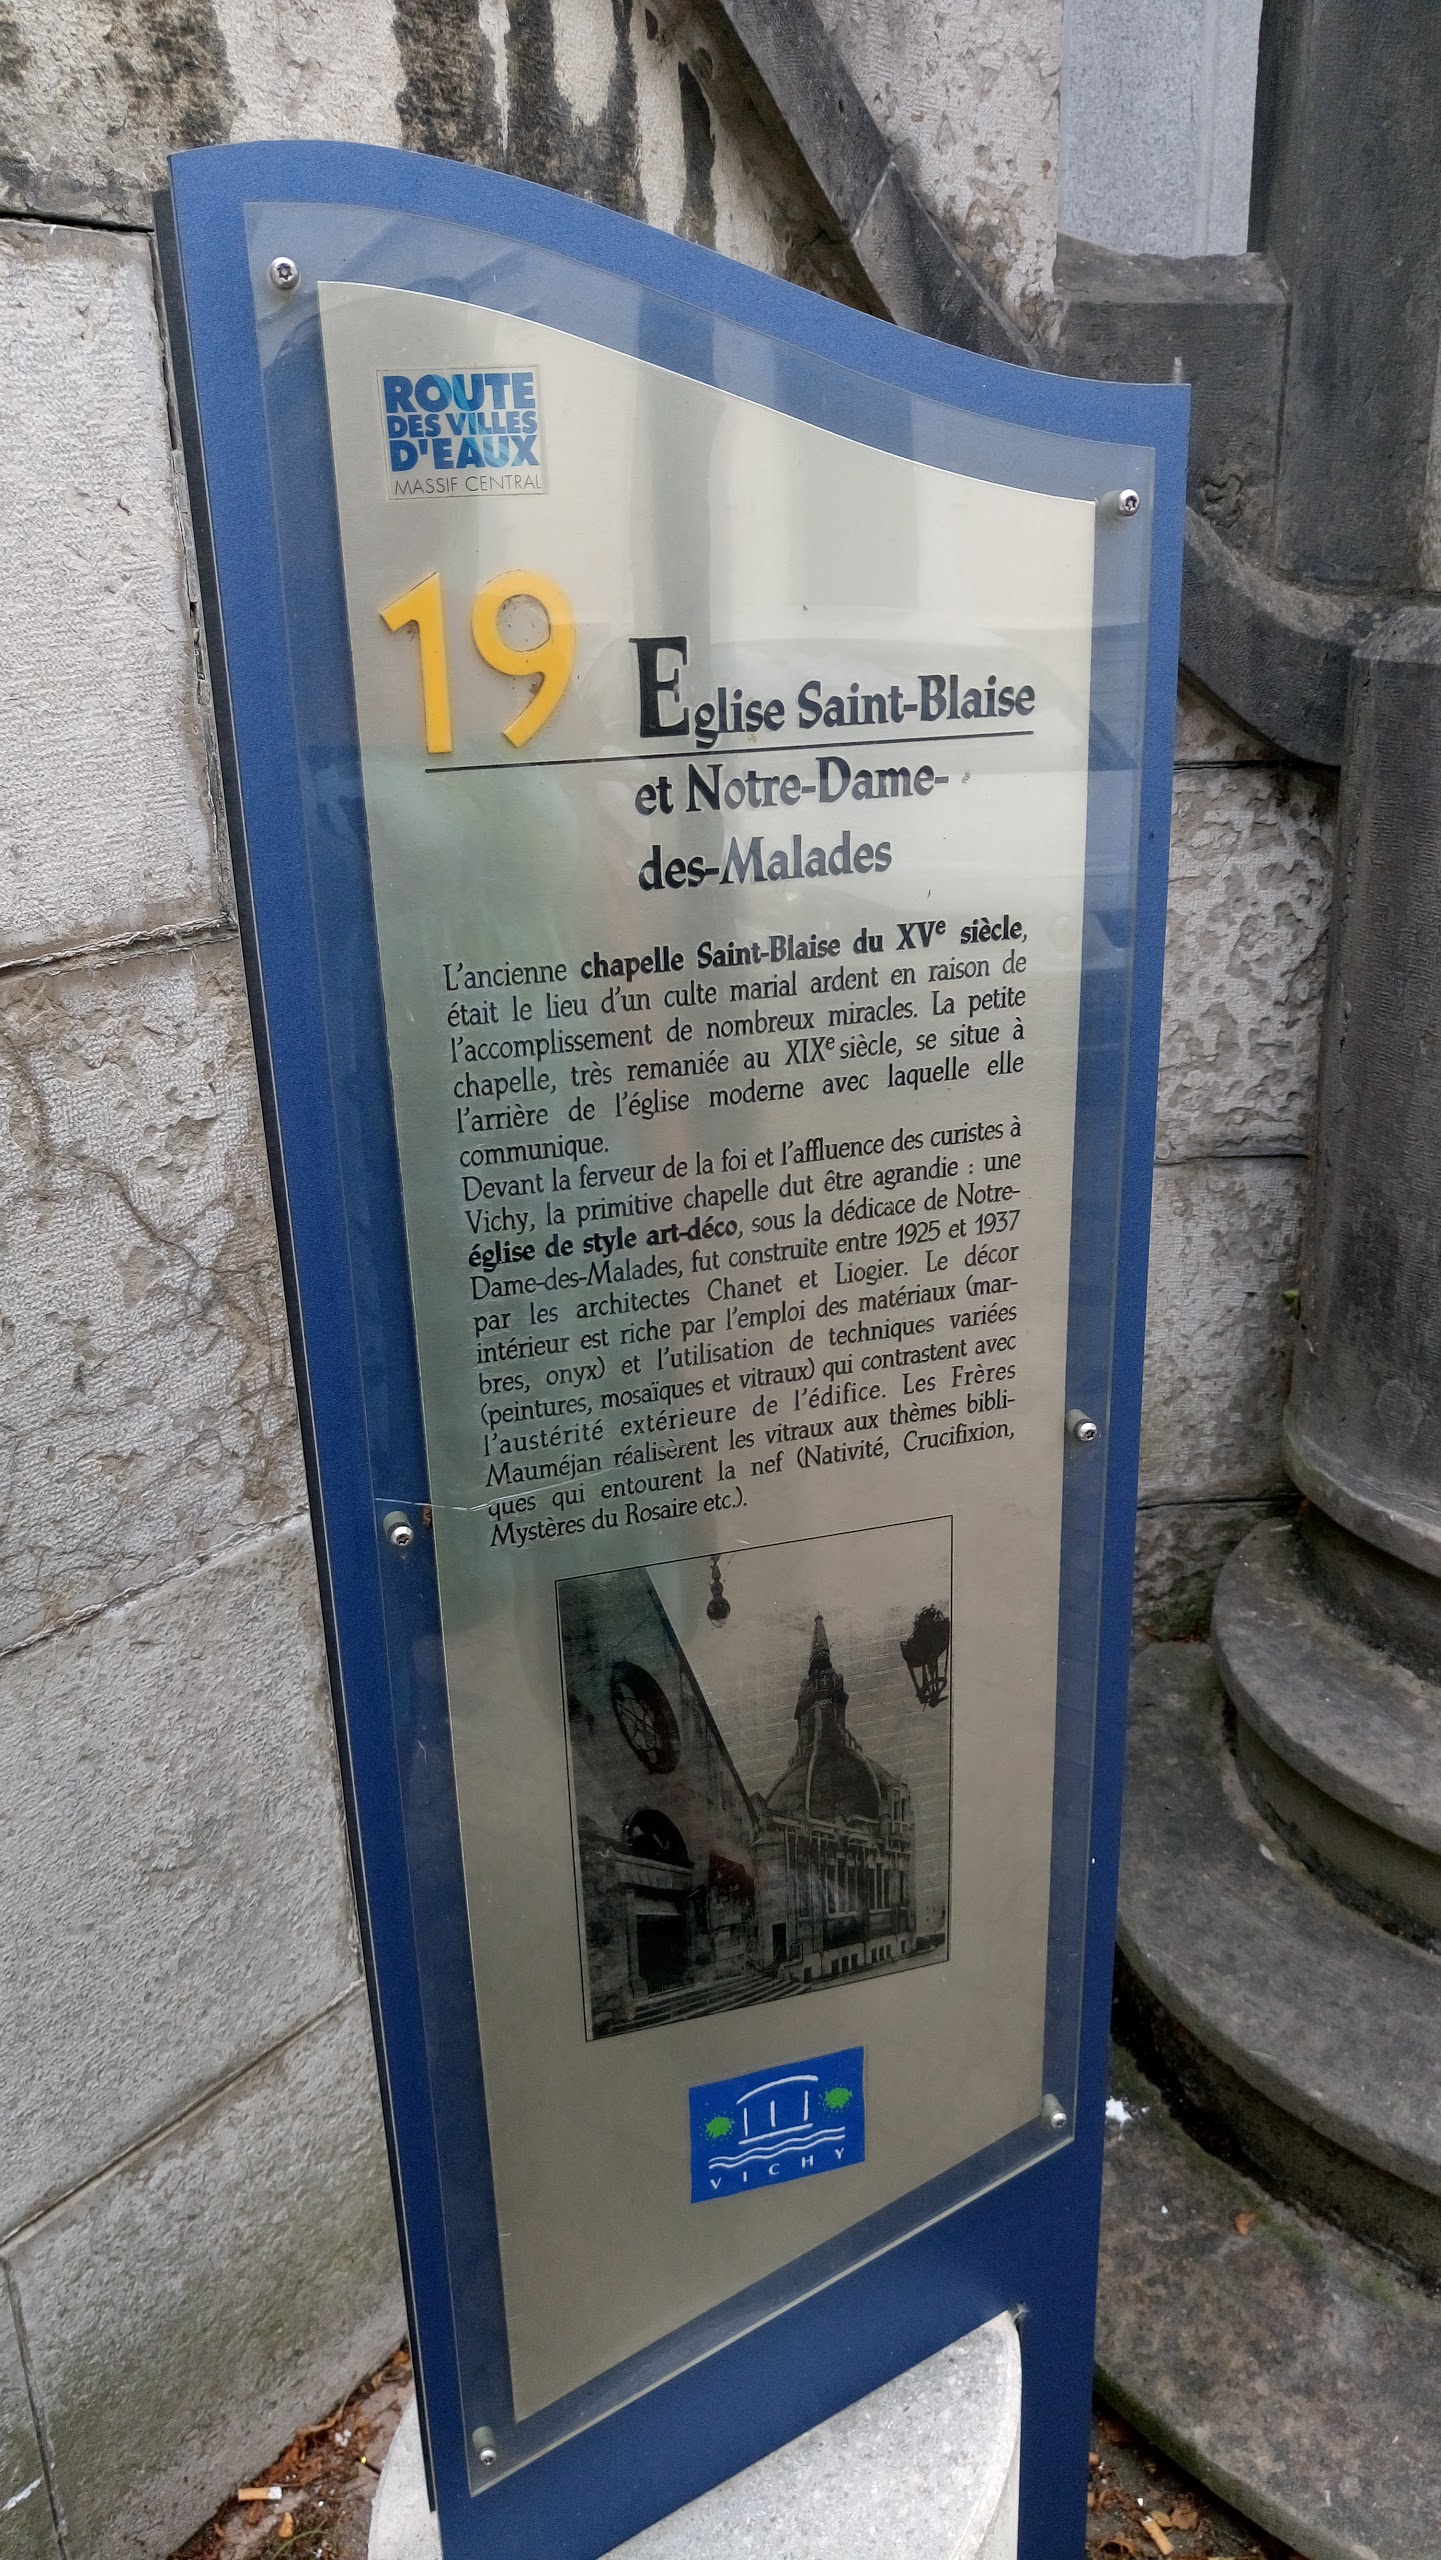 ROUTE
DES VILLES
D'EAUX
MASSIF CENTRAL
19
Eglise Saint-Blaise
et Notre-Dame-
des-Malades
L'ancienne chapelle Saint-Blaise du XVe siècle,
était le lieu d'un culte marial ardent en raison de
l'accomplissement de nombreux miracles. La petite
chapelle, très remaniée au XIXe siècle, se situe à
l'arrière de l'église moderne avec laquelle elle
communique.
Devant la ferveur de la foi et l'affluence des curistes à
Vichy, la primitive chapelle dut être agrandie : une
église de style art-déco, sous la dédicace de Notre-
Dame-des-Malades, fut construite entre 1925 et 1937
par les architectes Chanet et Liogier. Le décor
intérieur est riche par l'emploi des matériaux (mar-
bres, onyx) et l'utilisation de techniques variées
(peintures, mosaïques et vitraux) qui contrastent avec
l'austérité extérieure de l'édifice. Les Frères
Mauméjan réalisèrent les vitraux aux thèmes bibli-
ques qui entourent la nef (Nativité, Crucifixion,
Mystères du Rosaire etc.).
VICHY